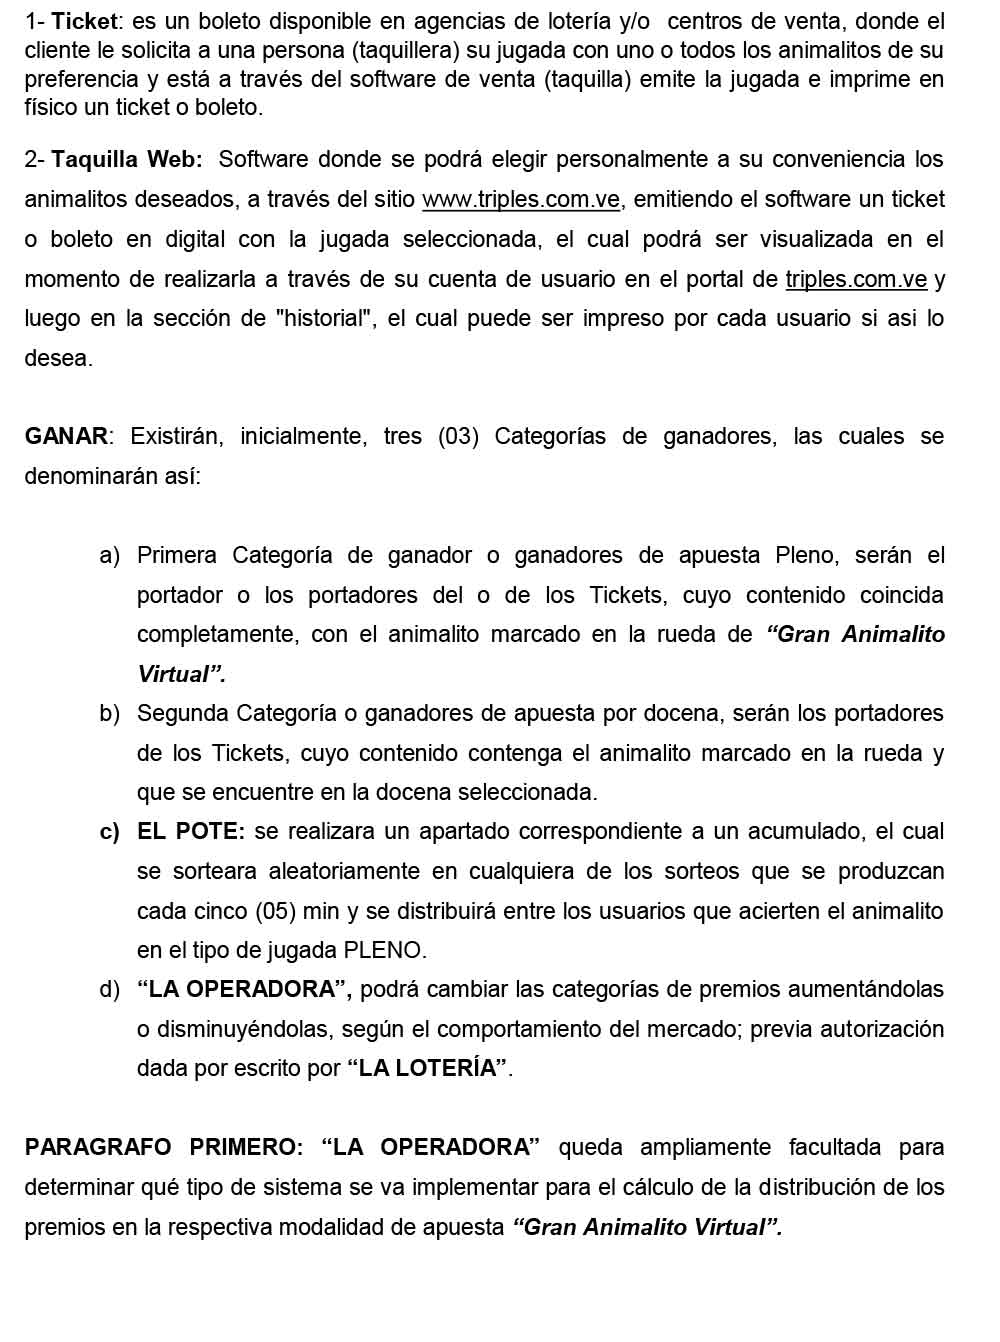 1- Ticket: es un boleto disponible en agencias de lotería y/o centros de venta, donde el
cliente le solicita a una persona (taquillera) su jugada con uno o todos los animalitos de su
preferencia y está a través del software de venta (taquilla) emite la jugada e imprime en
físico un ticket o boleto.
2- Taquilla Web: Software donde se podrá elegir personalmente a su conveniencia los
animalitos deseados, a través del sitio www.triples.com.ve, emitiendo el software un ticket
o boleto en digital con la jugada seleccionada, el cual podrá ser visualizada en el
momento de realizarla a través de su cuenta de usuario en el portal de triples.com.ve y
luego en la sección de "historial", el cual puede ser impreso por cada usuario si asi lo
desea.
GANAR: Existirán, inicialmente, tres (03) Categorías de ganadores, las cuales se
denominarán así:
a) Primera Categoría de ganador o ganadores de apuesta Pleno, serán el
portador o los portadores del o de los Tickets, cuyo contenido coincida
completamente, con el animalito marcado en la rueda de “Gran Animalito
Virtual”.
b) Segunda Categoría o ganadores de apuesta por docena, serán los portadores
de los Tickets, cuyo contenido contenga el animalito marcado en la rueda y
que se encuentre en la docena seleccionada.
c) EL POTE: se realizara un apartado correspondiente a un acumulado, el cual
se sorteara aleatoriamente en cualquiera de los sorteos que se produzcan
cada cinco (05) min y se distribuirá entre los usuarios que acierten el animalito
en el tipo de jugada PLENO.
d) “LA OPERADORA”, podrá cambiar las categorías de premios aumentándolas
o disminuyéndolas, según el comportamiento del mercado; previa autorización
dada por escrito por “LA LOTERÍA”.
PARAGRAFO PRIMERO: “LA OPERADORA” queda ampliamente facultada para
determinar qué tipo de sistema se va implementar para el cálculo de la distribución de los
premios en la respectiva modalidad de apuesta “Gran Animalito Virtual”.